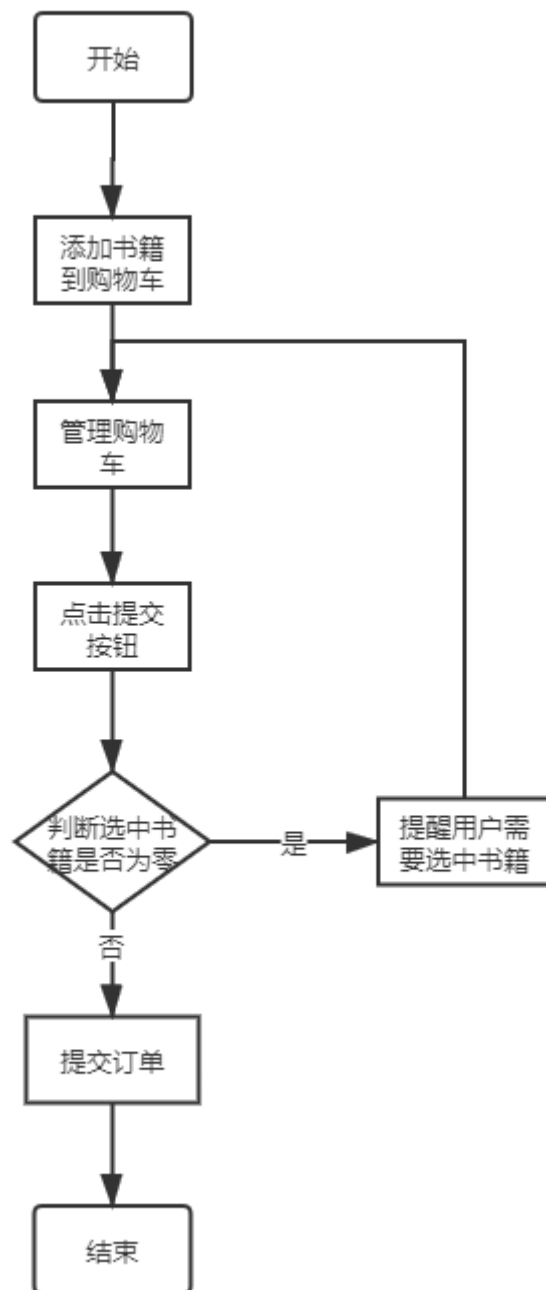 开始
添加书籍
到购物车
管理购物
车
点击提交
按钮
判断选中书
籍是否为零
是
提醒用户需
要选中书籍
否
提交订单
结束